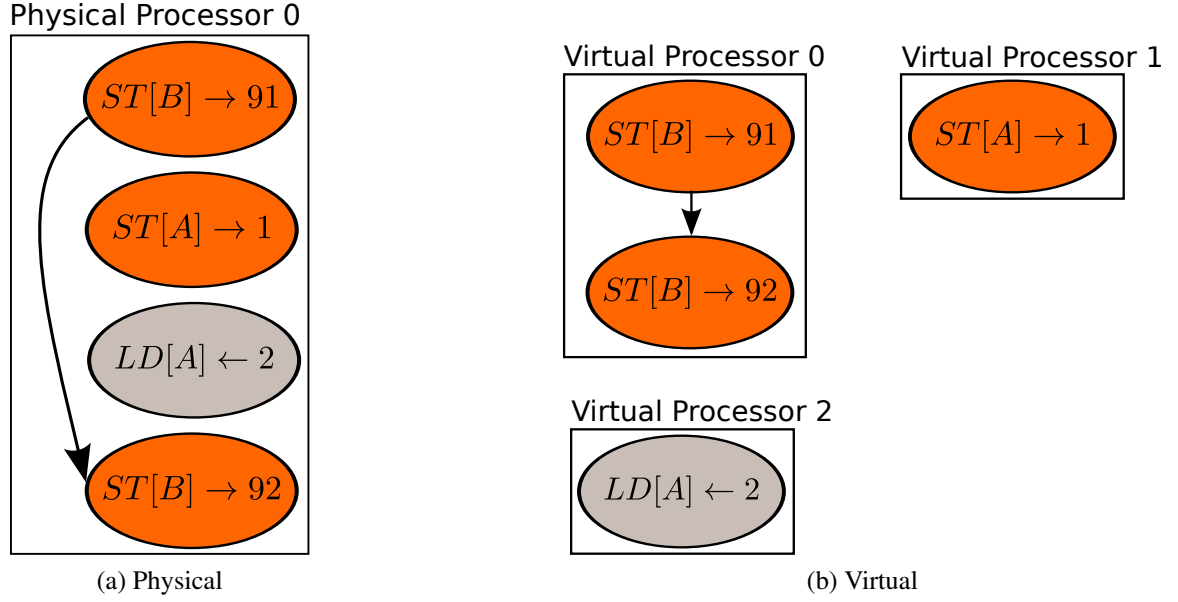 Physical Processor 0
ST[B] → 91
ST[A] → 1
LD[A] ← 2
ST[B] → 92
(a) Physical
Virtual Processor 0
ST[B] → 91
ST[B] → 92
Virtual Processor 1
ST[A] → 1
Virtual Processor 2
LD[A] ← 2
(b) Virtual